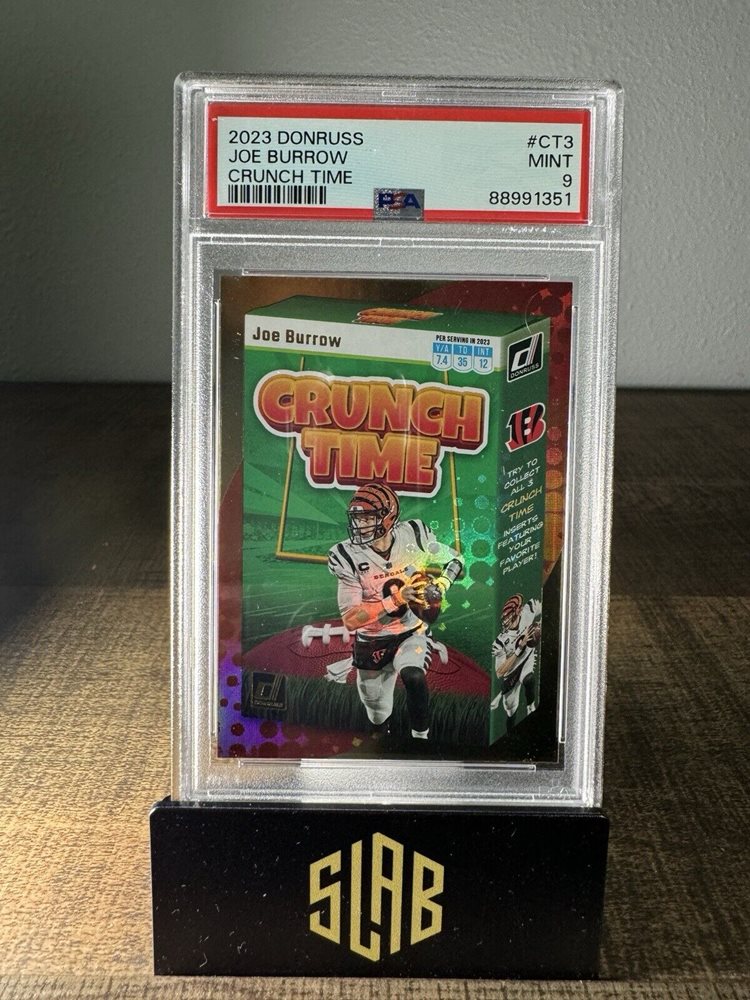 2023 DONRUSS #CT3
JOE BURROW MINT
CRUNCH TIME 9
PSA 88991351
Joe Burrow
PER SERVING IN 2023
Y/A TD INT
7.4 35 12
DONRUSS
CRUNCH
TIME
B
TRY TO
COLLECT
ALL 3
CRUNCH
TIME
INSERTS
FEATURING
YOUR
FAVORITE
PLAYER!
C
BENGALS
9
DONRUSS
SLAB